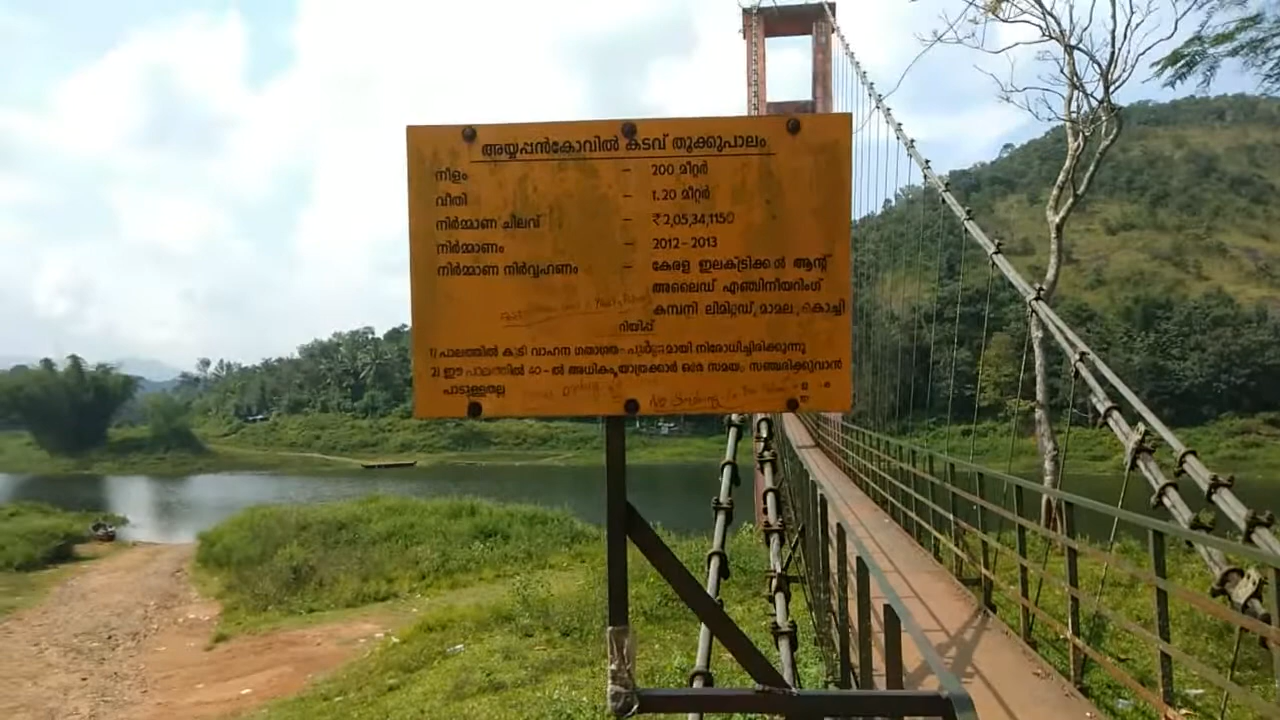 അയ്യപ്പൻകോവിൽ കടവ് തൂക്കുപാലം
നീളം – 200 മീറ്റർ
വീതി – 1.20 മീറ്റർ
നിർമ്മാണ ചിലവ് – ₹2,05,34,1150
നിർമ്മാണം – 2012-2013
നിർമ്മാണ നിർവ്വഹണം – കേരള ഇലക്ട്രിക്കൽ ആന്റ്
അലൈഡ് എഞ്ചിനീയറിംഗ്
കമ്പനി ലിമിറ്റഡ്, മാമല, കൊച്ചി
റിയിപ്പ്
1) പാലത്തിൽ കൂടി വാഹന ഗതാഗതം പൂർണ്ണമായി നിരോധിച്ചിരിക്കുന്നു
2) ഈ പാലത്തിൽ 40-ൽ അധികം യാത്രക്കാർ ഒരേ സമയം സഞ്ചരിക്കുവാൻ
പാടുള്ളതല്ല